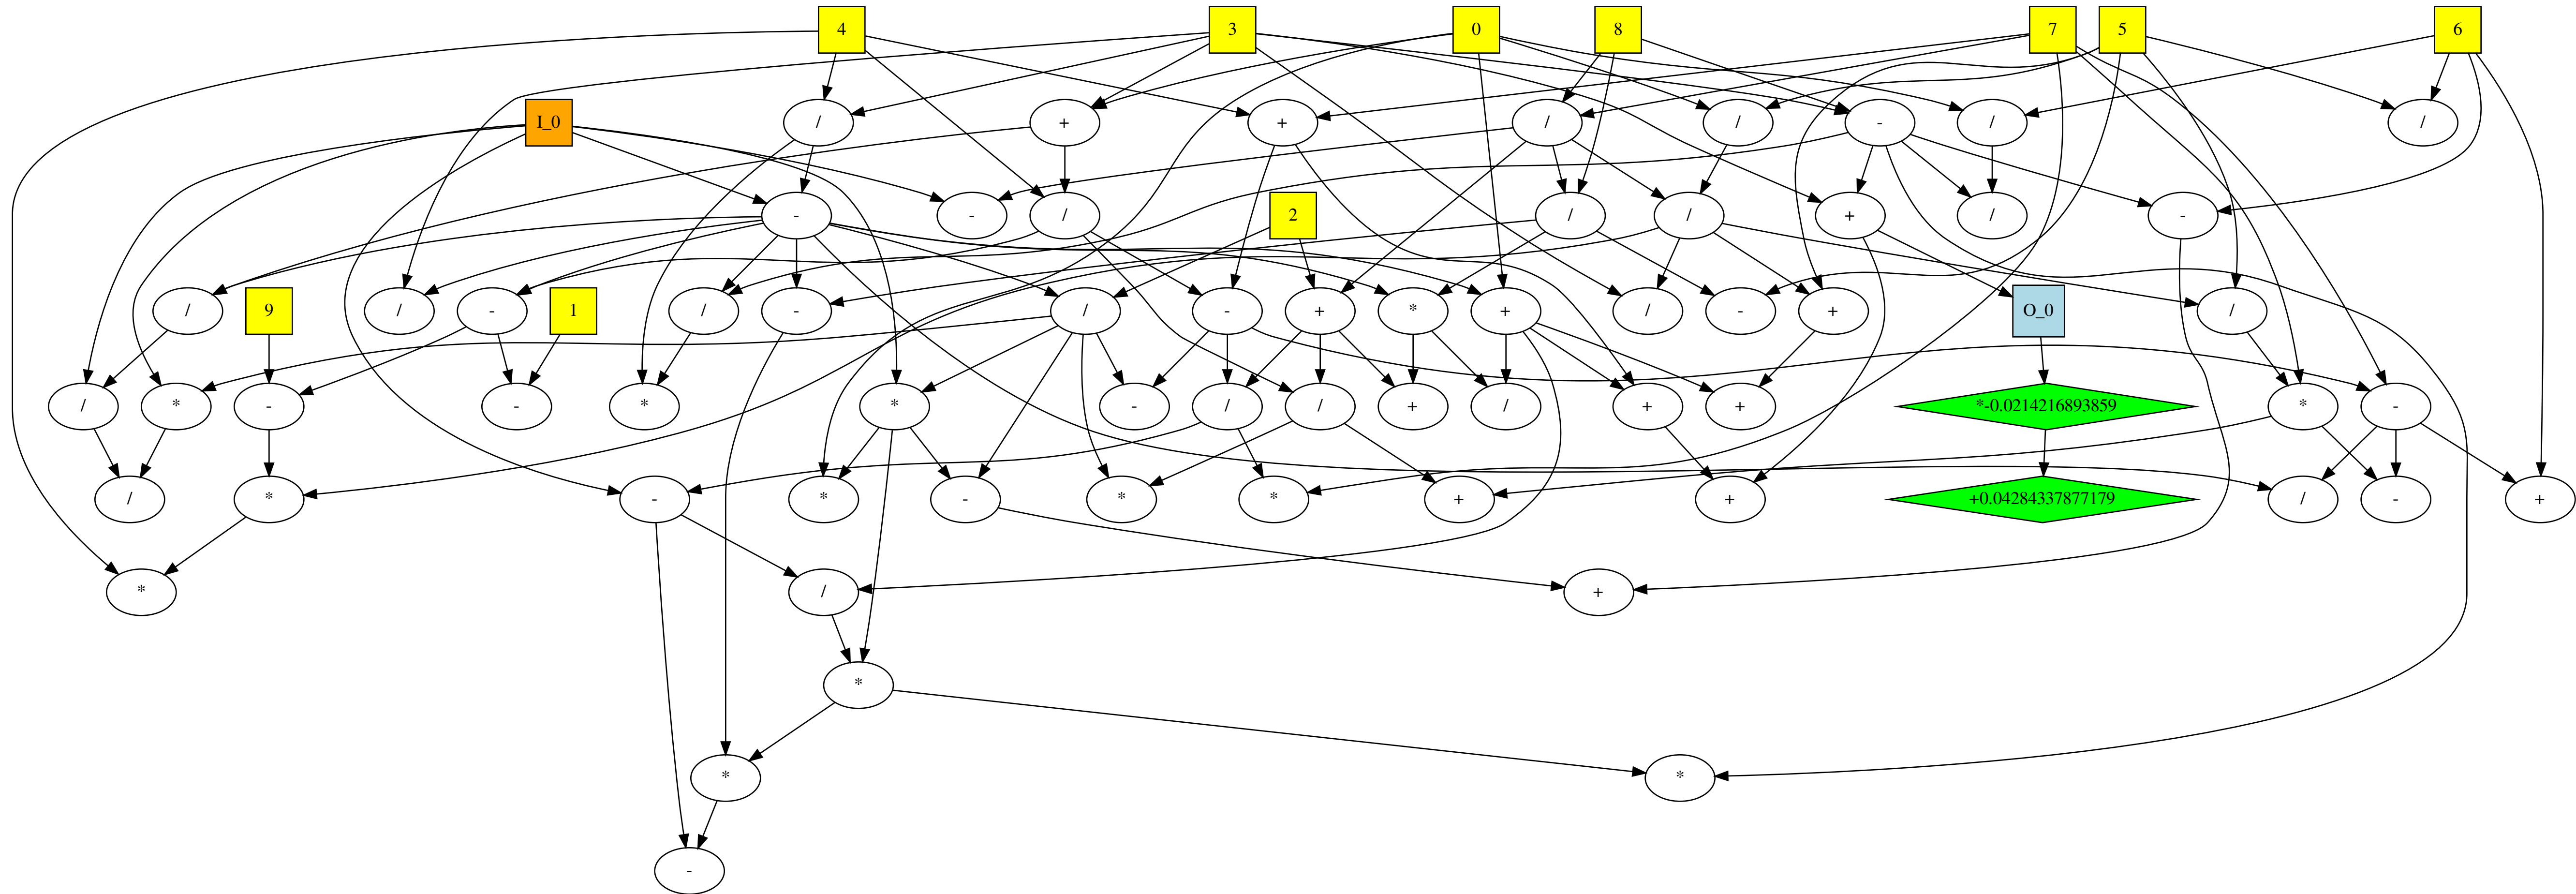 4 3 0 8 7 5 6
I_0 / + + / / - / /
- - / 2 / / + -
/ / - 1 / - / - + * + / - + O_0 /
9
/ * - - * * - / / + / + + *-0.0214216893859 * -
/ * - * - * * + + +0.04284337877179 / - +
* / +
*
* *
-